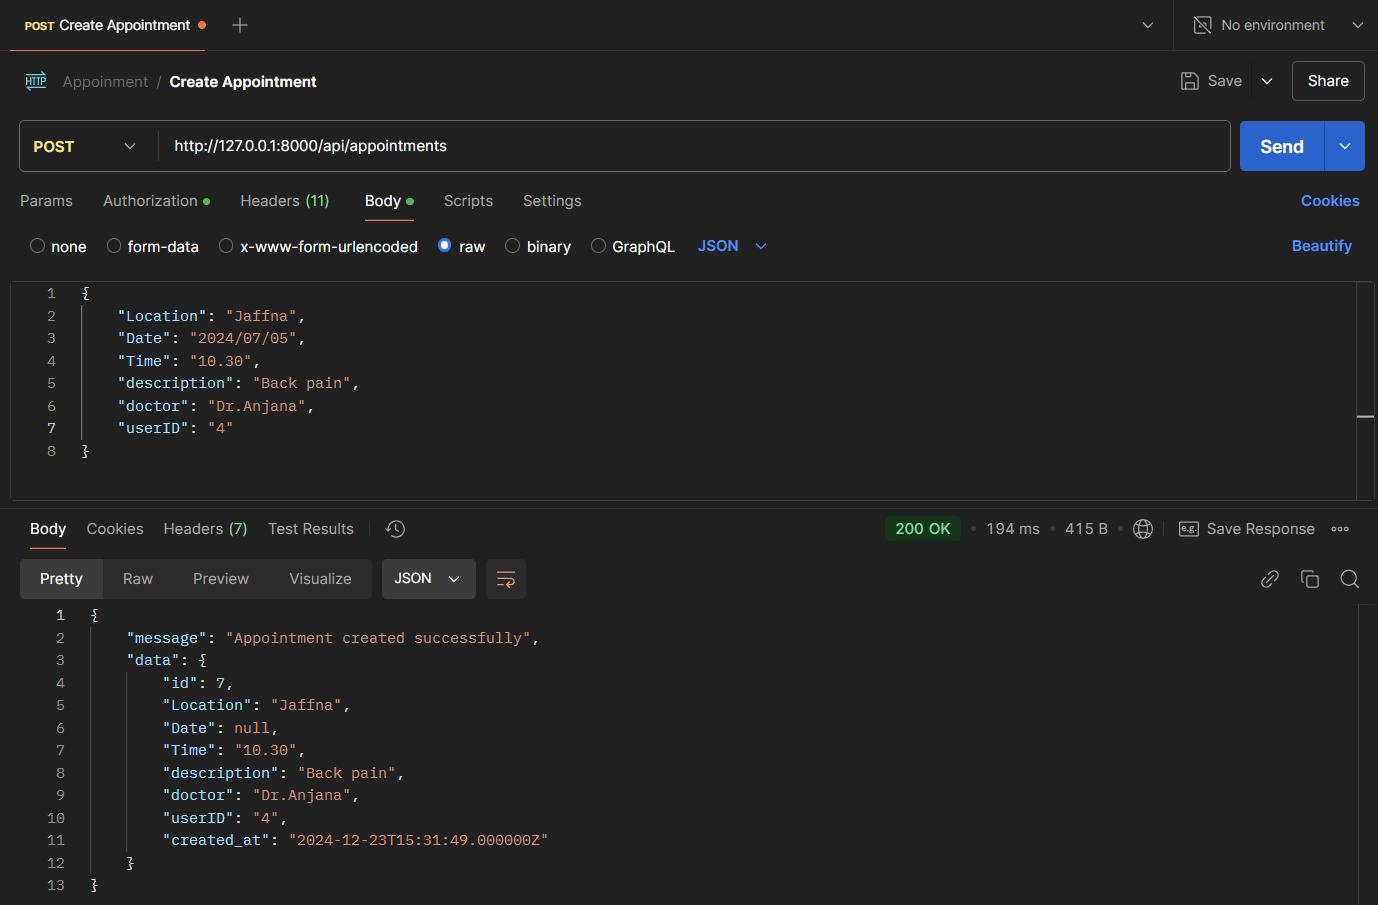 POST Create Appointment
No environment
HTTP Appoinment / Create Appointment
Save
Share
POST http://127.0.0.1:8000/api/appointments
Send
Params Authorization Headers (11) Body Scripts Settings Cookies
none form-data x-www-form-urlencoded raw binary GraphQL JSON Beautify
1 {
2 "Location": "Jaffna",
3 "Date": "2024/07/05",
4 "Time": "10.30",
5 "description": "Back pain",
6 "doctor": "Dr.Anjana",
7 "userID": "4"
8 }
Body Cookies Headers (7) Test Results 200 OK • 194 ms • 415 B • e.g. Save Response
Pretty Raw Preview Visualize JSON
1 {
2 "message": "Appointment created successfully",
3 "data": {
4 "id": 7,
5 "Location": "Jaffna",
6 "Date": null,
7 "Time": "10.30",
8 "description": "Back pain",
9 "doctor": "Dr.Anjana",
10 "userID": "4",
11 "created_at": "2024-12-23T15:31:49.000000Z"
12 }
13 }